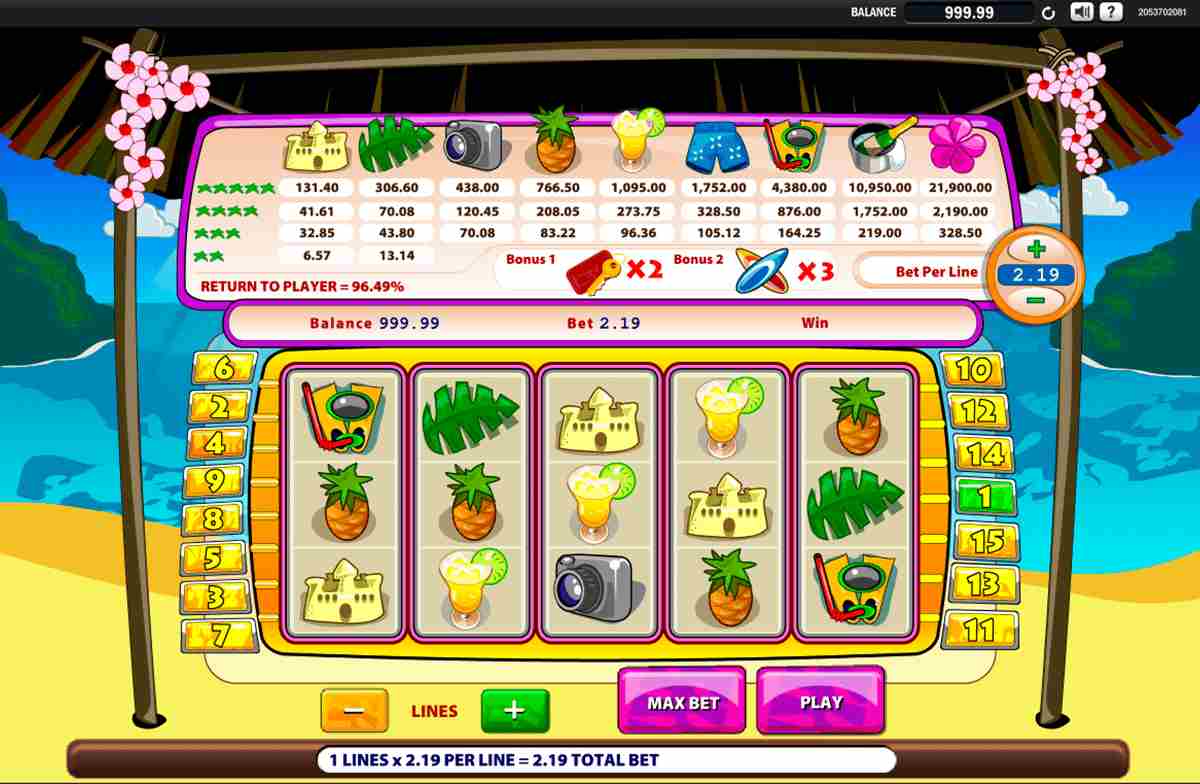 BALANCE 999.99 ? 2053702081
131.40 306.60 438.00 766.50 1,095.00 1,752.00 4,380.00 10,950.00 21,900.00
41.61 70.08 120.45 208.05 273.75 328.50 876.00 1,752.00 2,190.00
32.85 43.80 70.08 83.22 96.36 105.12 164.25 219.00 328.50
6.57 13.14 Bonus 1 x2 Bonus 2 x3 Bet Per Line + 2.19 −
RETURN TO PLAYER = 96.49%
Balance 999.99 Bet 2.19 Win
6 10
2 12
4 14
9 1
8 15
5 13
3 11
7
− LINES + MAX BET PLAY
1 LINES x 2.19 PER LINE = 2.19 TOTAL BET